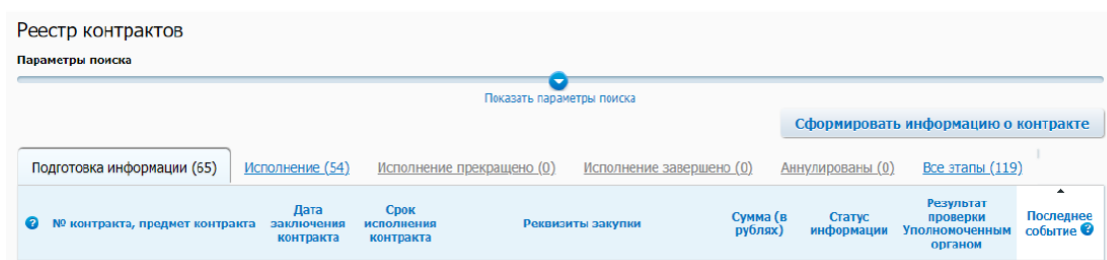 Реестр контрактов
Параметры поиска
Показать параметры поиска
Сформировать информацию о контракте
Подготовка информации (65) Исполнение (54) Исполнение прекращено (0) Исполнение завершено (0) Аннулированы (0) Все этапы (119)
? № контракта, предмет контракта Дата заключения контракта Срок исполнения контракта Реквизиты закупки Сумма (в рублях) Статус информации Результат проверки Уполномоченным органом Последнее событие ?